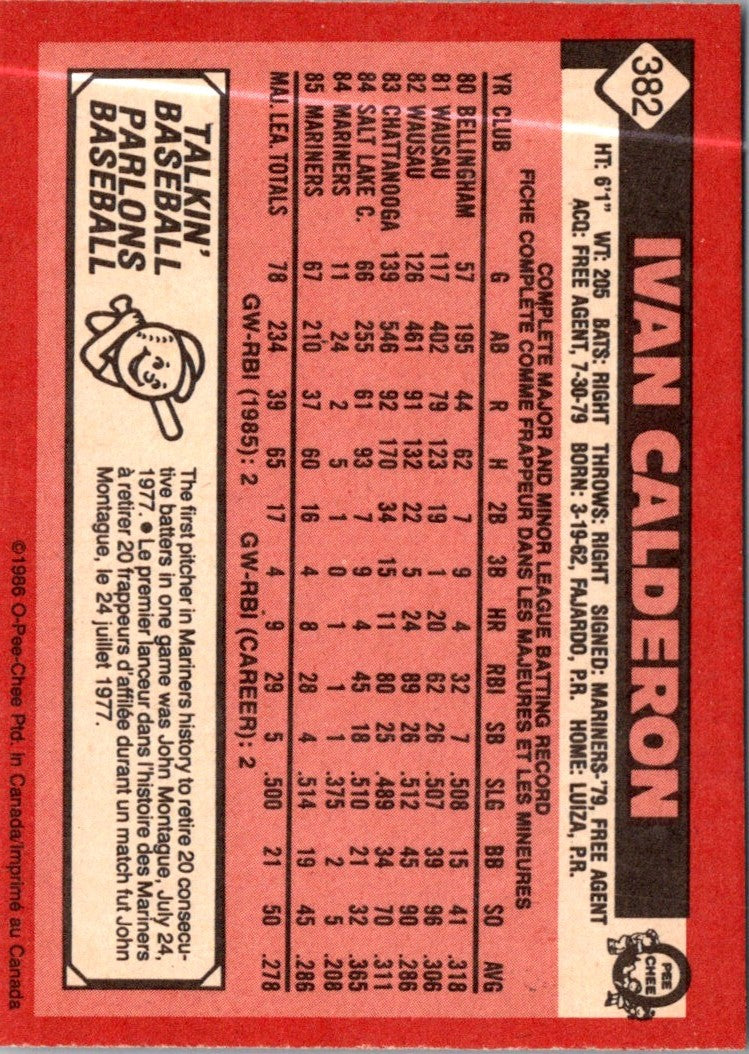 382
IVAN CALDERON
O PEE CHEE
HT: 6'1" WT: 205 BATS: RIGHT THROWS: RIGHT SIGNED: MARINERS-'79, FREE AGENT
ACQ: FREE AGENT, 7-30-79 BORN: 3-19-62, FAJARDO, P.R. HOME: LUIZA, P.R.
COMPLETE MAJOR AND MINOR LEAGUE BATTING RECORD
FICHE COMPLETE COMME FRAPPEUR DANS LES MAJEURES ET LES MINEURES
YR CLUB G AB R H 2B 3B HR RBI SB SLG BB SO AVG
80 BELLINGHAM 57 195 44 62 7 9 4 32 7 .508 15 41 .318
81 WAUSAU 117 402 79 123 19 1 20 62 26 .507 39 96 .306
82 WAUSAU 126 461 91 132 22 5 24 89 26 .512 45 90 .286
83 CHATTANOOGA 139 546 92 170 34 15 11 80 25 .489 34 70 .311
84 SALT LAKE C. 66 255 61 93 7 9 4 45 18 .510 21 32 .365
84 MARINERS 11 24 2 5 1 0 1 1 1 .375 2 5 .208
85 MARINERS 67 210 37 60 16 4 8 28 4 .514 19 45 .286
MAJ. LEA. TOTALS 78 234 39 65 17 4 9 29 5 .500 21 50 .278
GW-RBI (1985): 2 GW-RBI (CAREER): 2
TALKIN'
BASEBALL
PARLONS
BASEBALL
The first pitcher in Mariners history to retire 20 consecu-
tive batters in one game was John Montague, July 24,
1977. ● Le premier lanceur dans l'histoire des Mariners
à retirer 20 frappeurs d'affilée durant un match fut John
Montague, le 24 juillet 1977.
©1986 O-Pee-Chee Ptd. in Canada/Imprimé au Canada